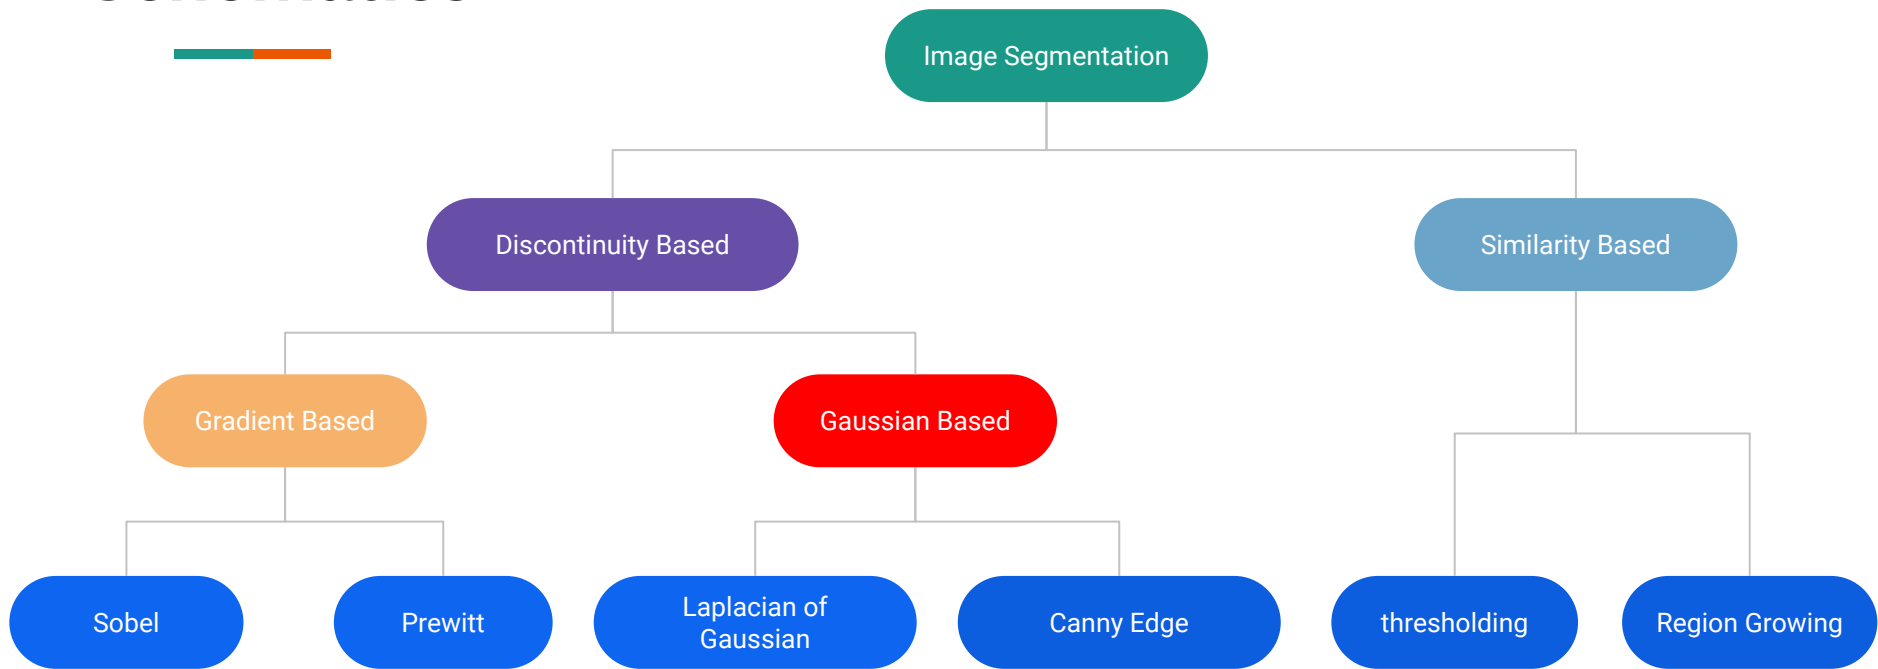 Image Segmentation
Discontinuity Based
Similarity Based
Gradient Based
Gaussian Based
Sobel
Prewitt
Laplacian of
Gaussian
Canny Edge
thresholding
Region Growing